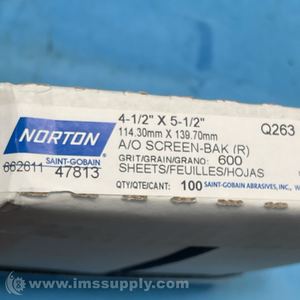 4-1/2" X 5-1/2"
Q263
114.30mm X 139.70mm
A/O SCREEN-BAK (R)
NORTON
SAINT-GOBAIN
GRIT/GRAIN/GRANO: 600
662611 47813
SHEETS/FEUILLES/HOJAS
QTY/QTE/CANT: 100 SAINT-GOBAIN ABRASIVES, INC.,
© www.imssupply.com